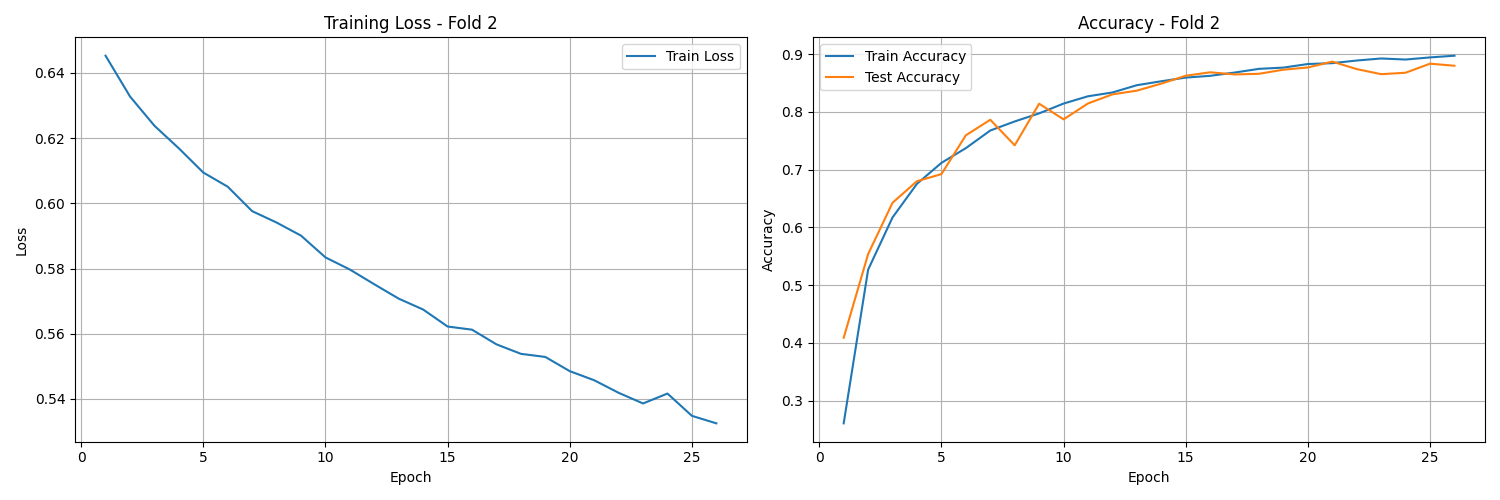 Training Loss - Fold 2
Train Loss
0.64
0.62
0.60
0.58
0.56
0.54
Loss
0
5
10
15
20
25
Epoch
Accuracy - Fold 2
Train Accuracy
Test Accuracy
0.9
0.8
0.7
0.6
0.5
0.4
0.3
Accuracy
0
5
10
15
20
25
Epoch